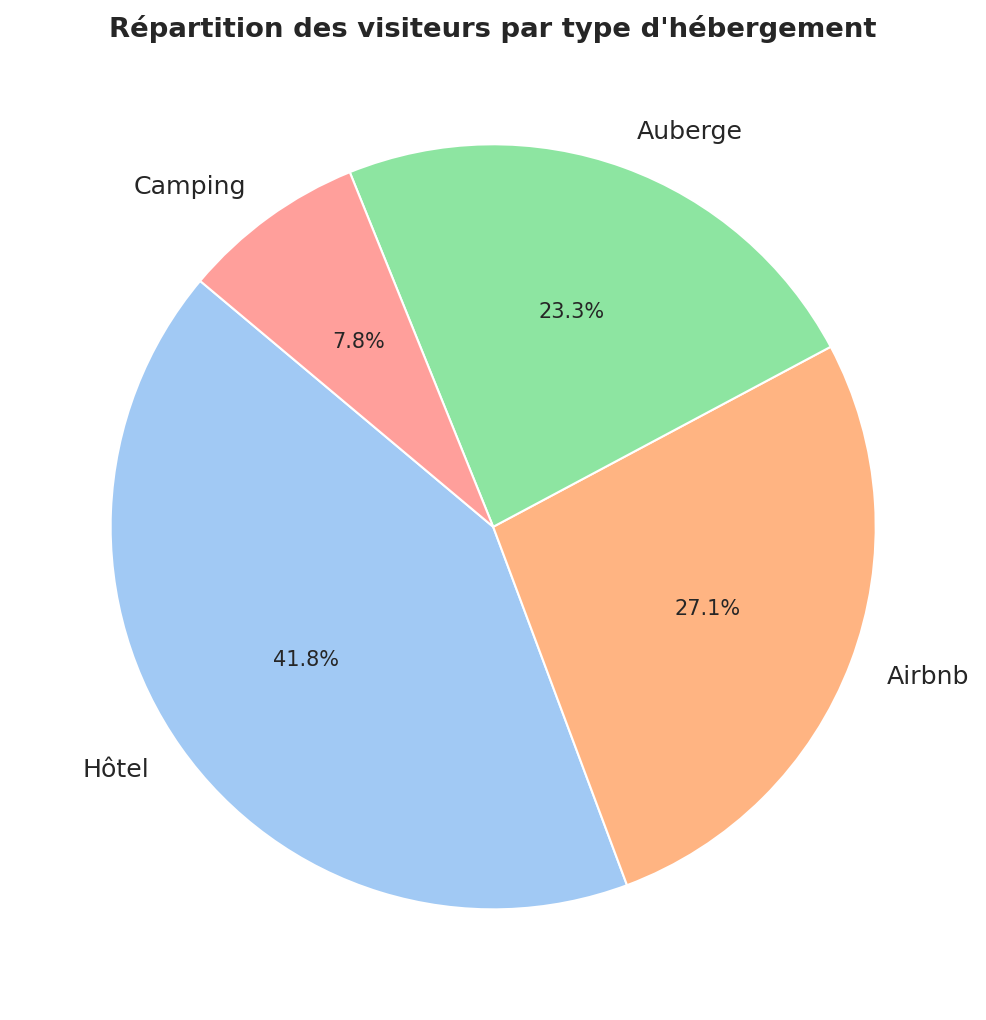 Répartition des visiteurs par type d'hébergement
Auberge
Camping
23.3%
7.8%
27.1%
41.8%
Airbnb
Hôtel